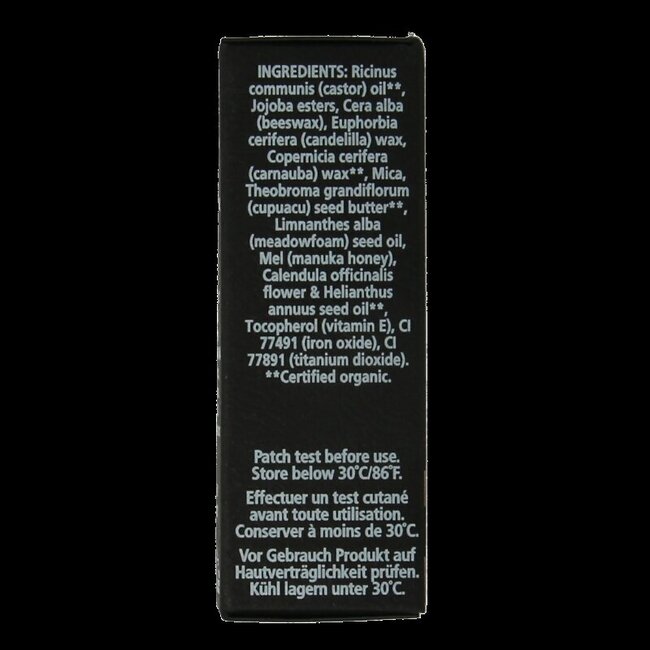 INGREDIENTS: Ricinus
communis (castor) oil**,
Jojoba esters, Cera alba
(beeswax), Euphorbia
cerifera (candelilla) wax,
Copernicia cerifera
(carnauba) wax**, Mica,
Theobroma grandiflorum
(cupuacu) seed butter**,
Limnanthes alba
(meadowfoam) seed oil,
Mel (manuka honey),
Calendula officinalis
flower & Helianthus
annuus seed oil**,
Tocopherol (vitamin E), CI
77491 (iron oxide), CI
77891 (titanium dioxide).
**Certified organic.
Patch test before use.
Store below 30°C/86°F.
Effectuer un test cutané
avant toute utilisation.
Conserver à moins de 30°C.
Vor Gebrauch Produkt auf
Hautverträglichkeit prüfen.
Kühl lagern unter 30°C.